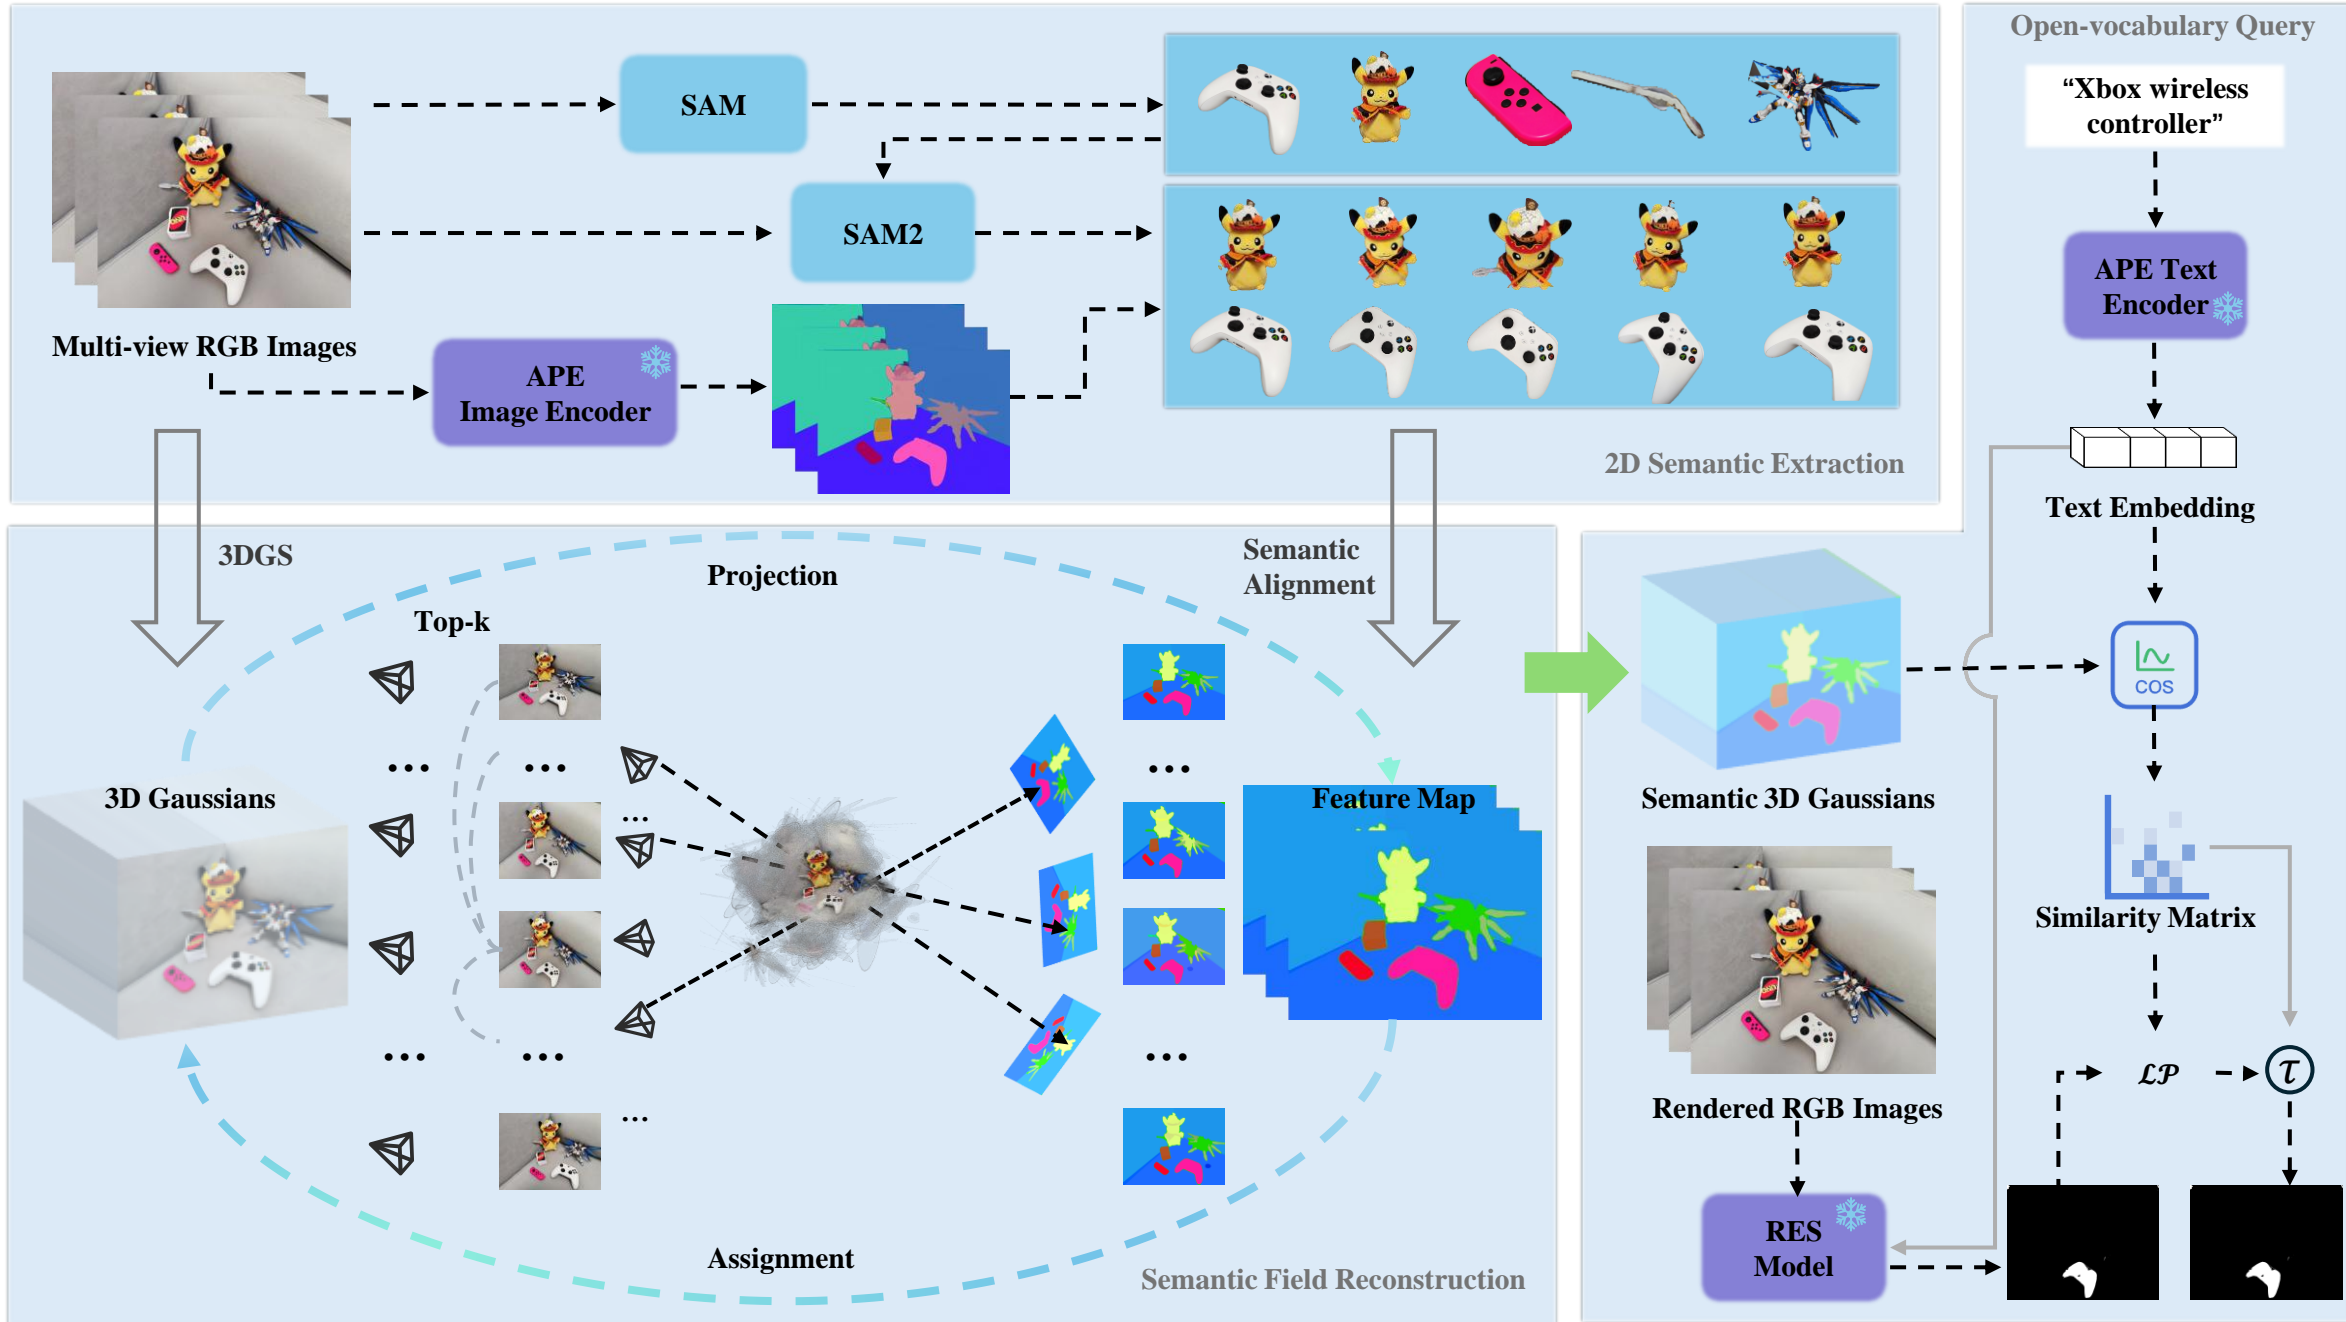 SAM
SAM2
Multi-view RGB Images
APE
Image Encoder
2D Semantic Extraction
Open-vocabulary Query
“Xbox wireless
controller”
APE Text
Encoder
Text Embedding
COS
Similarity Matrix
ℒ𝒫
τ
3DGS
Semantic
Alignment
Projection
Top-k
...
...
...
...
3D Gaussians
...
Feature Map
...
...
...
...
Assignment
Semantic Field Reconstruction
Semantic 3D Gaussians
Rendered RGB Images
RES
Model